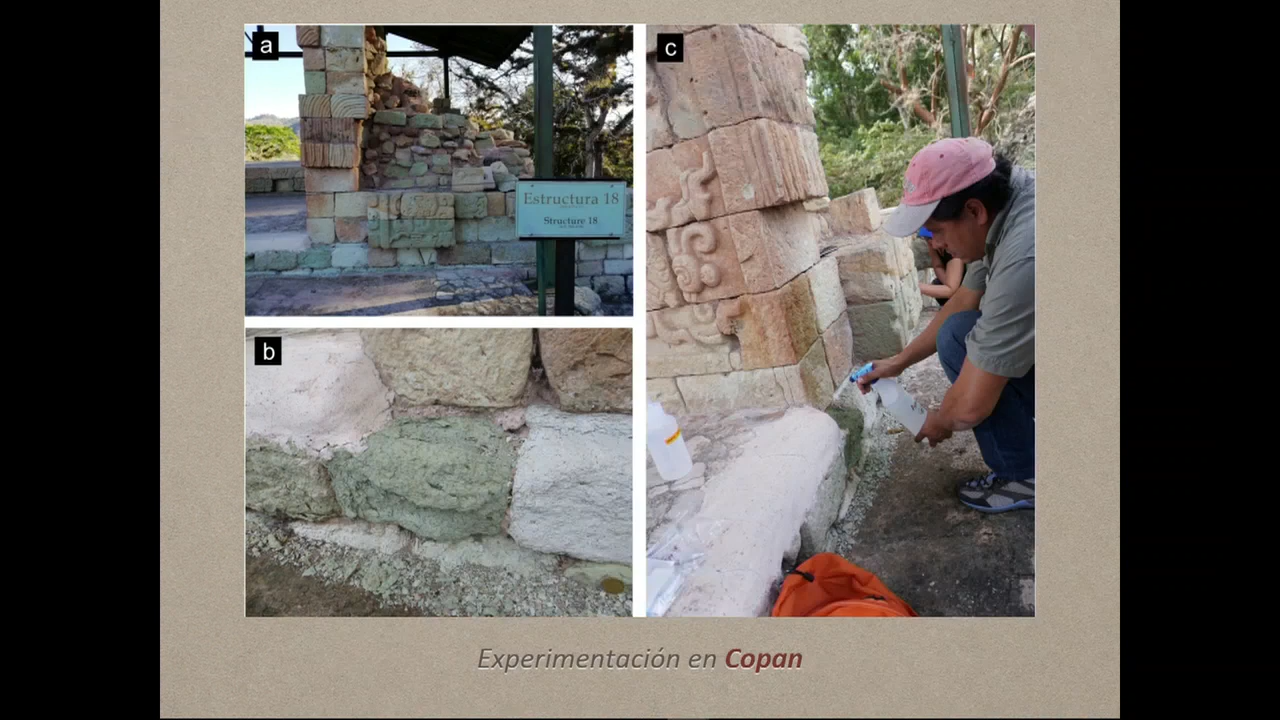 a
Estructura 18
Structure 18
b
c
Experimentación en Copan